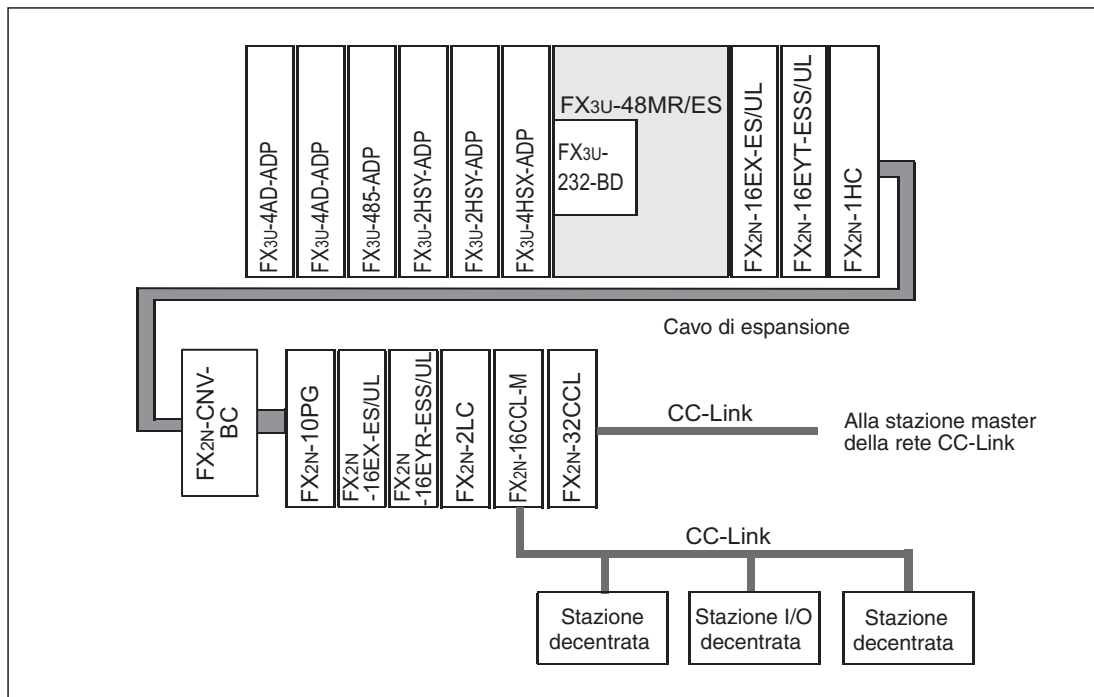 FX3U-4AD-ADP
FX3U-4AD-ADP
FX3U-485-ADP
FX3U-2HSY-ADP
FX3U-2HSY-ADP
FX3U-4HSX-ADP
FX3U-48MR/ES
FX3U-
232-BD
FX2N-16EX-ES/UL
FX2N-16EYT-ESS/UL
FX2N-1HC
Cavo di espansione
FX2N-CNV-
BC
FX2N-10PG
FX2N
-16EX-ES/UL
FX2N
-16EYR-ESS/UL
FX2N-2LC
FX2N-16CCL-M
FX2N-32CCL
CC-Link
Alla stazione master
della rete CC-Link
CC-Link
Stazione
decentrata
Stazione I/O
decentrata
Stazione
decentrata